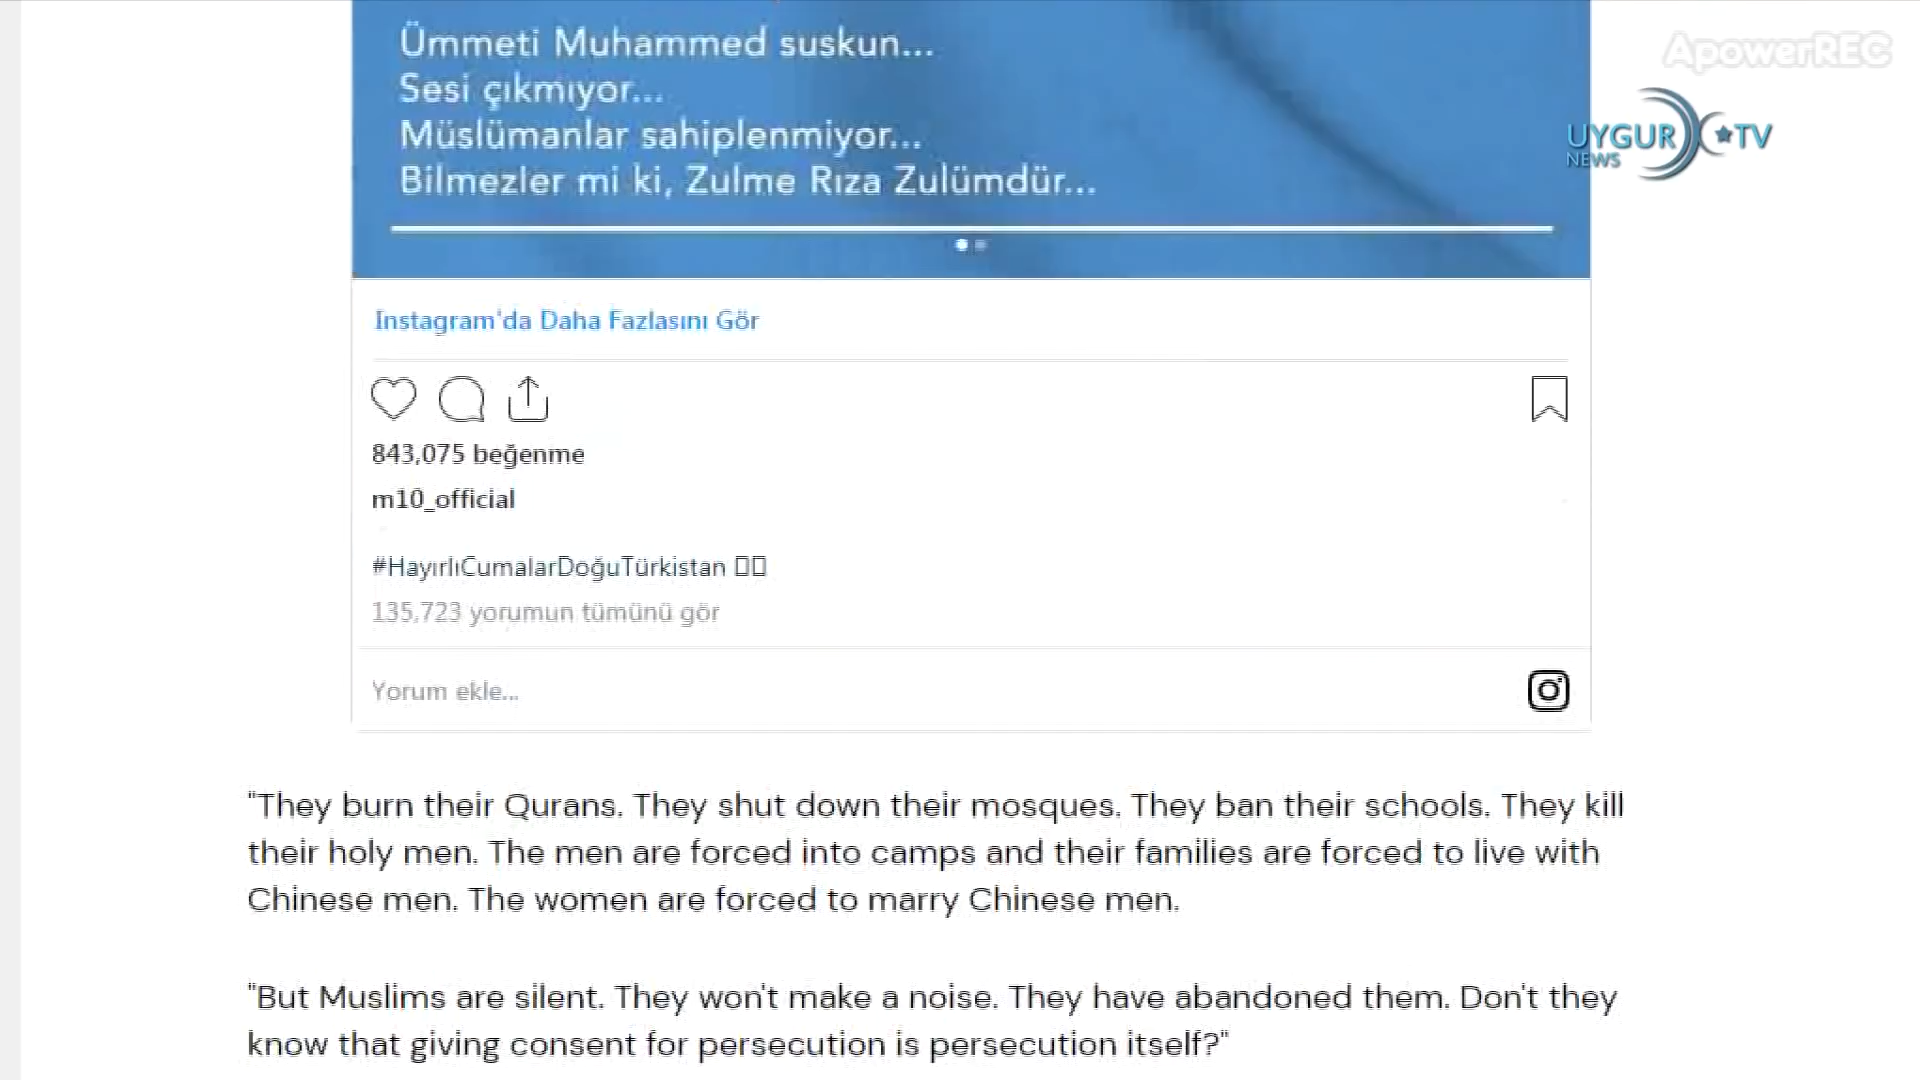 ApowerREC
Ümmeti Muhammed suskun...
Sesi çıkmıyor...
Müslümanlar sahiplenmiyor...
Bilmezler mi ki, Zulme Rıza Zulümdür...
UYGUR TV
NEWS
Instagram'da Daha Fazlasını Gör
843,075 beğenme
m10_official
#HayırlıCumalarDoğuTürkistan
135,723 yorumun tümünü gör
Yorum ekle...
"They burn their Qurans. They shut down their mosques. They ban their schools. They kill
their holy men. The men are forced into camps and their families are forced to live with
Chinese men. The women are forced to marry Chinese men.
"But Muslims are silent. They won't make a noise. They have abandoned them. Don't they
know that giving consent for persecution is persecution itself?"